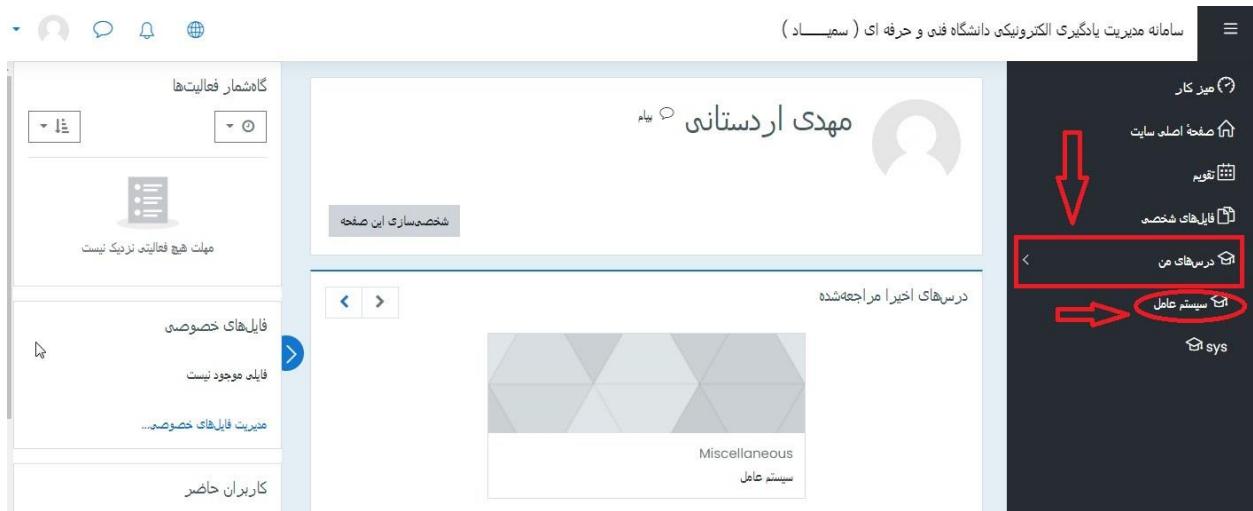 سامانه مدیریت یادگیری الکترونیکی دانشگاه فنی و حرفه ای ( سمیـــــاد )
میز کار
صفحهٔ اصلی سایت
تقویم
فایل‌های شخصی
درس‌های من
سیستم عامل
sys
مهدی اردستانی
پیام
شخصی‌سازی این صفحه
درس‌های اخیرا مراجعه‌شده
Miscellaneous
سیستم عامل
گاه‌شمار فعالیت‌ها
مهلت هیچ فعالیتی نزدیک نیست
فایل‌های خصوصی
فایلی موجود نیست
مدیریت فایل‌های خصوصی...
کاربران حاضر